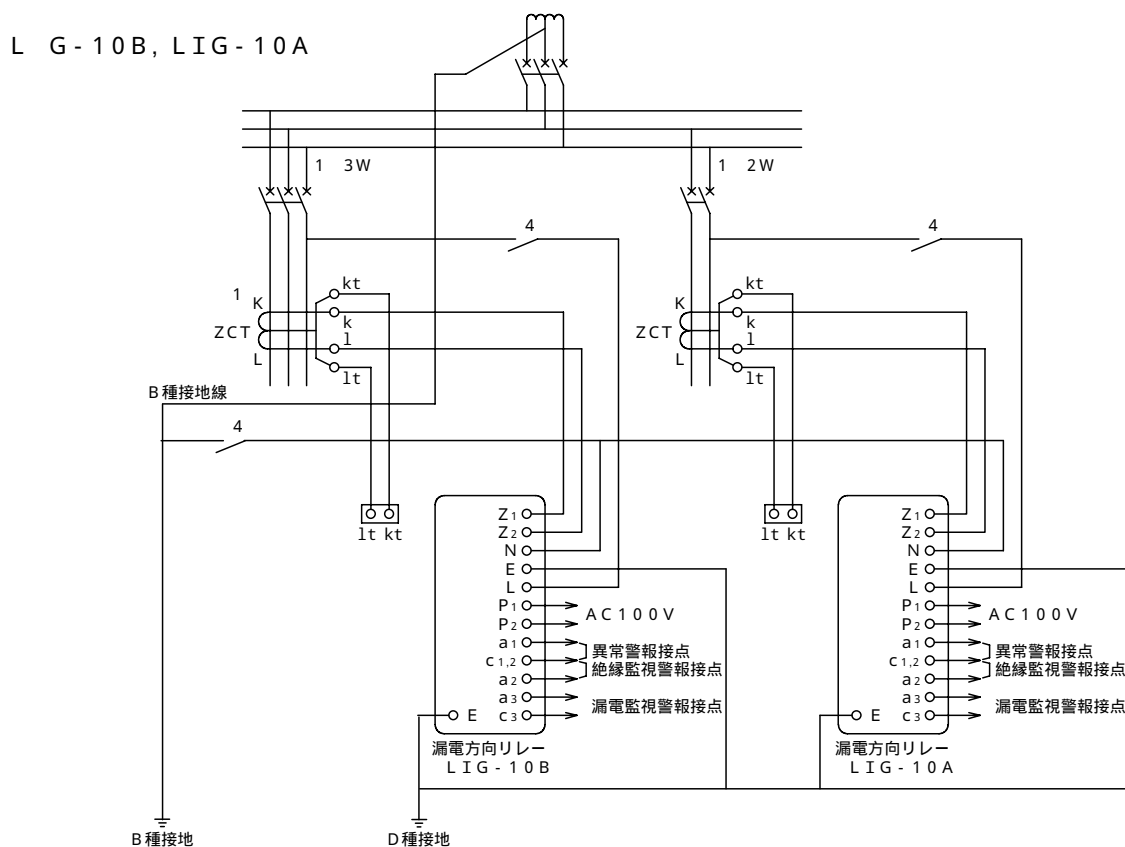 L G-10B, LIG-10A
1 3W
1 2W
4
4
1
K
ZCT
L
kt
k
l
lt
K
ZCT
L
kt
k
l
lt
B種接地線
4
lt kt
lt kt
Z1
Z2
N
E
L
P1
P2
a1
c1,2
a2
a3
c3
E
AC100V
異常警報接点
絶縁監視警報接点
漏電監視警報接点
漏電方向リレー
LIG-10B
Z1
Z2
N
E
L
P1
P2
a1
c1,2
a2
a3
c3
E
AC100V
異常警報接点
絶縁監視警報接点
漏電監視警報接点
漏電方向リレー
LIG-10A
B種接地
D種接地